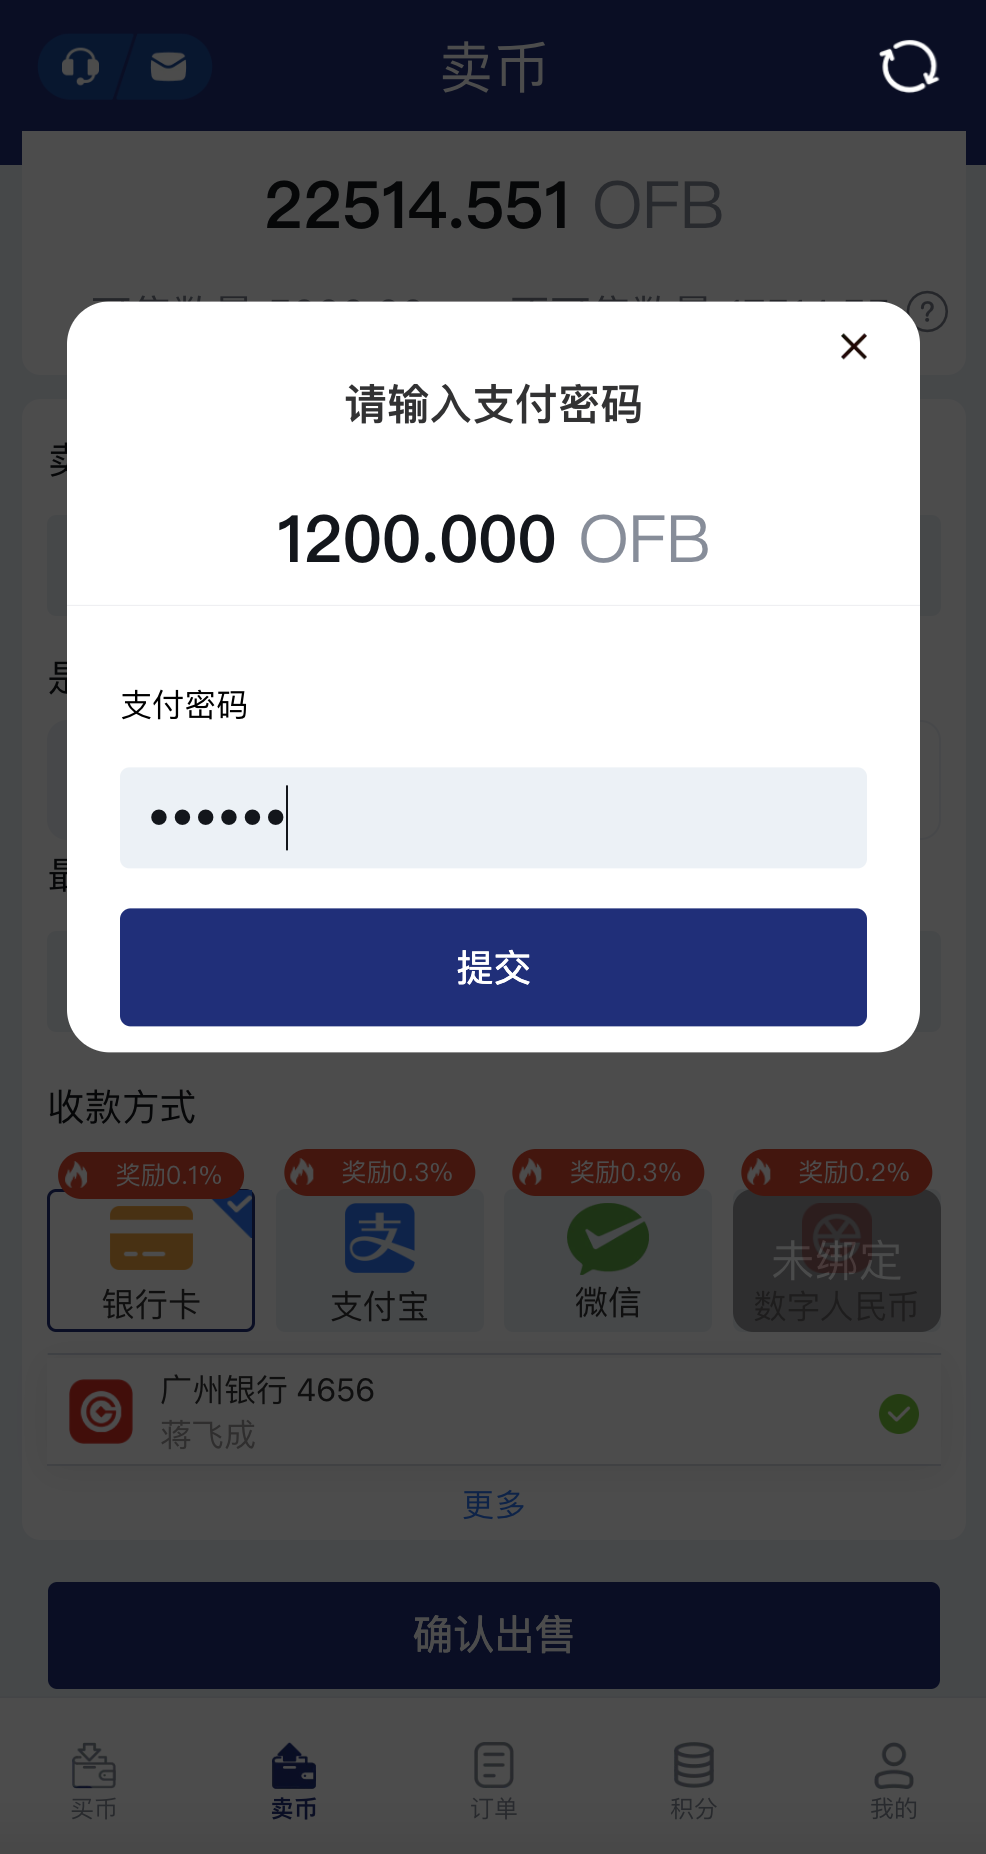 卖币
22514.551 OFB
请输入支付密码
1200.000 OFB
支付密码
••••••
提交
收款方式
奖励0.1%
奖励0.3%
奖励0.3%
奖励0.2%
银行卡
支付宝
微信
未绑定
数字人民币
广州银行 4656
蒋飞成
更多
确认出售
买币
卖币
订单
积分
我的